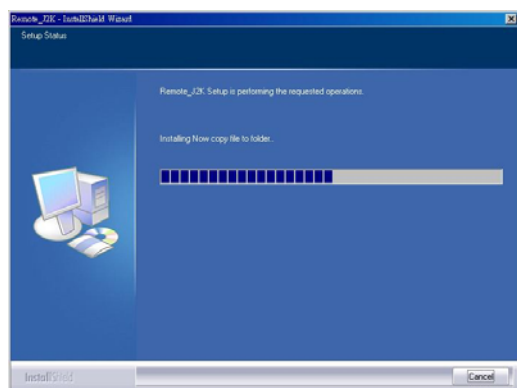 Remote_J2K - InstallShield Wizard
Setup Status
Remote_J2K Setup is performing the requested operations.
Installing Now copy file to folder..
InstallShield
Cancel